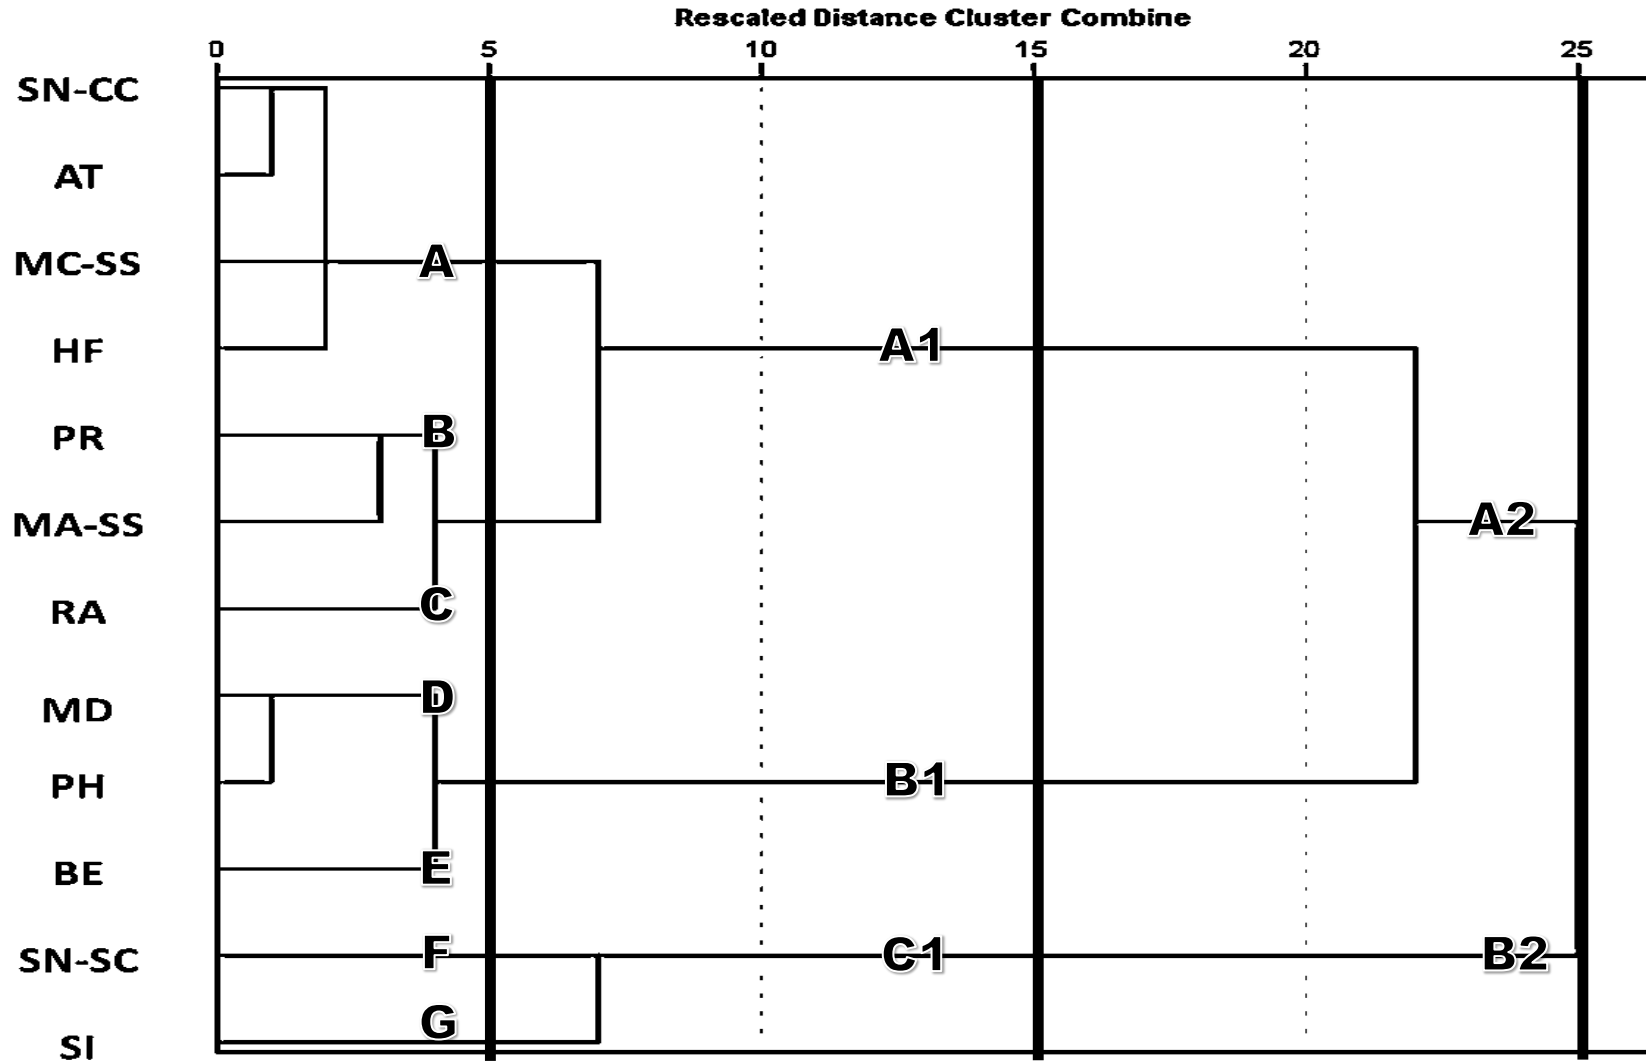 Rescaled Distance Cluster Combine
0 5 10 15 20 25
SN-CC
AT
MC-SS A
HF A1
PR B
MA-SS A2
RA C
MD D
PH B1
BE E
SN-SC F C1 B2
SI G